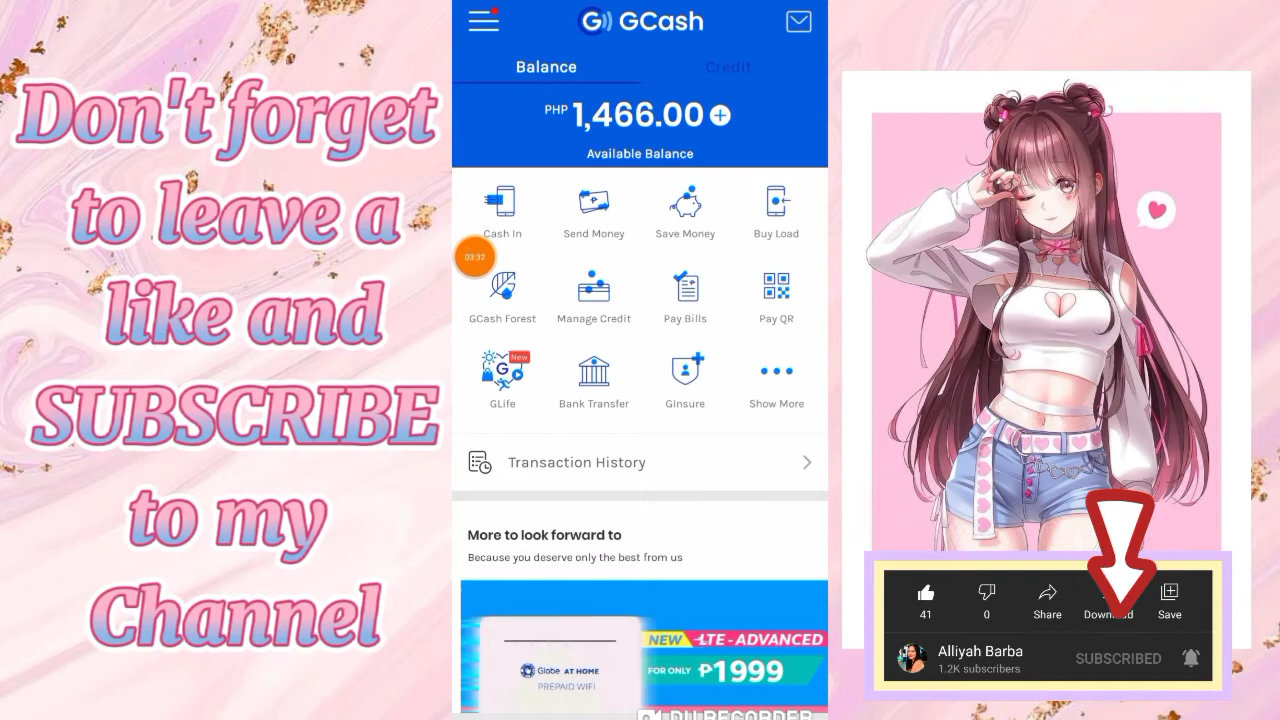 Don't forget
to leave a
like and
SUBSCRIBE
to my
Channel
GCash
Balance
Credit
PHP 1,466.00
Available Balance
Cash In
Send Money
Save Money
Buy Load
03:32
GCash Forest
Manage Credit
Pay Bills
Pay QR
New
GLife
Bank Transfer
GInsure
Show More
Transaction History
More to look forward to
Because you deserve only the best from us
NEW LTE-ADVANCED
FOR ONLY ₱1999
Globe AT HOME
PREPAID WIFI
DU RECORDER
41
0
Share
Download
Save
Alliyah Barba
1.2K subscribers
SUBSCRIBED